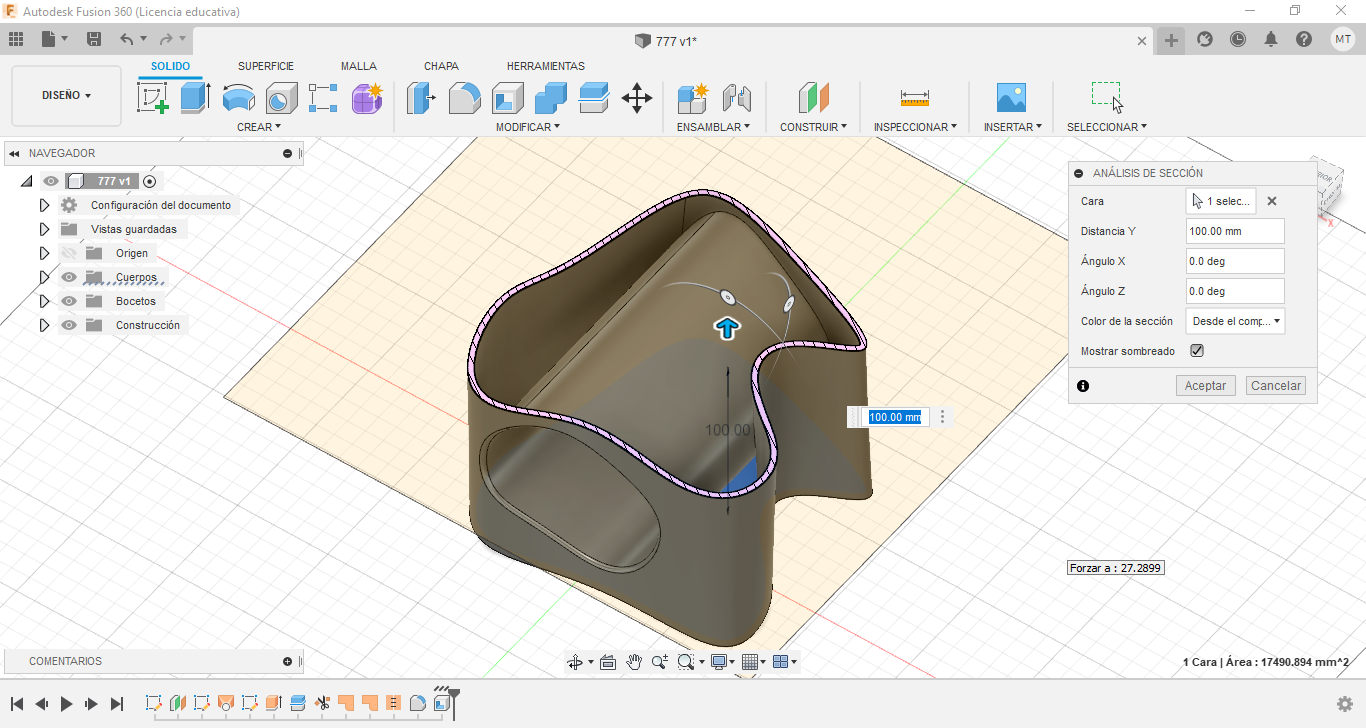 Autodesk Fusion 360 (Licencia educativa)
777 v1*
MT
SOLIDO SUPERFICIE MALLA CHAPA HERRAMIENTAS
DISEÑO
CREAR MODIFICAR ENSAMBLAR CONSTRUIR INSPECCIONAR INSERTAR SELECCIONAR
NAVEGADOR
777 v1
Configuración del documento
Vistas guardadas
Origen
Cuerpos
Bocetos
Construcción
100.00
100.00 mm
X
ANÁLISIS DE SECCIÓN
Cara 1 selec...
Distancia Y 100.00 mm
Ángulo X 0.0 deg
Ángulo Z 0.0 deg
Color de la sección Desde el comp...
Mostrar sombreado
Aceptar Cancelar
Forzar a : 27.2899
COMENTARIOS
1 Cara | Área : 17490.894 mm^2